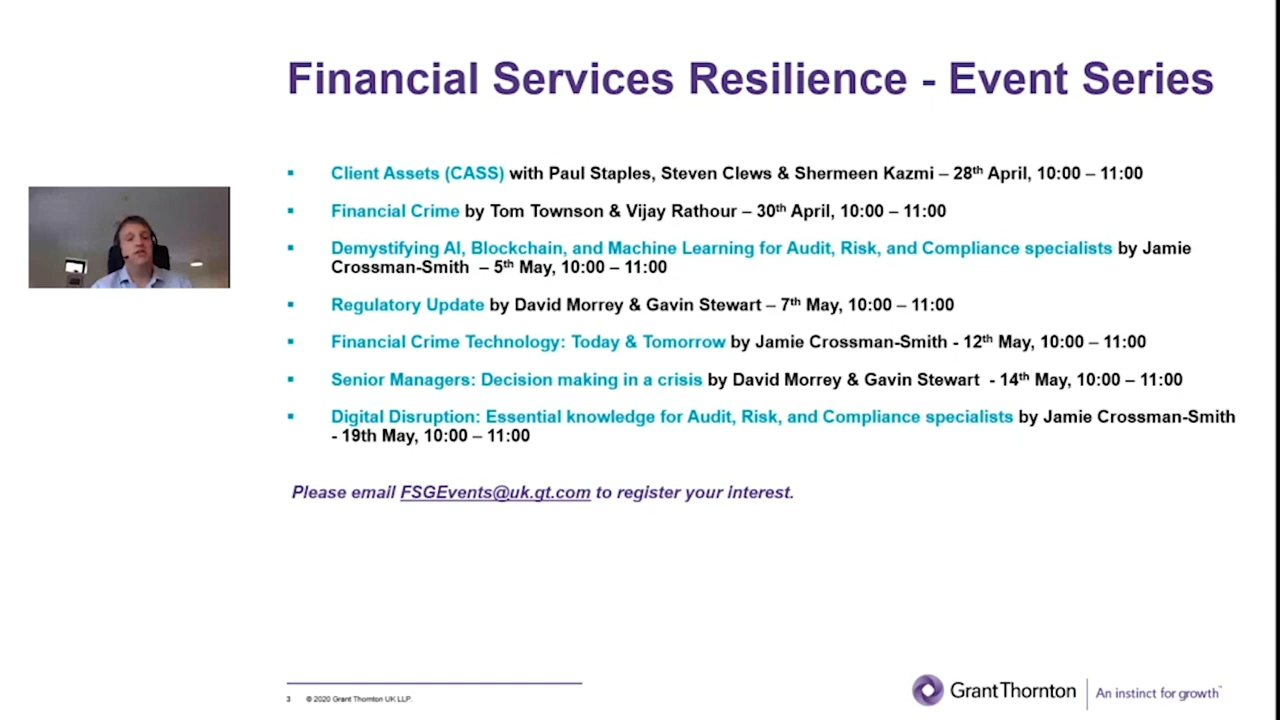 Financial Services Resilience - Event Series
▪ Client Assets (CASS) with Paul Staples, Steven Clews & Shermeen Kazmi – 28th April, 10:00 – 11:00
▪ Financial Crime by Tom Townson & Vijay Rathour – 30th April, 10:00 – 11:00
▪ Demystifying AI, Blockchain, and Machine Learning for Audit, Risk, and Compliance specialists by Jamie
Crossman-Smith – 5th May, 10:00 – 11:00
▪ Regulatory Update by David Morrey & Gavin Stewart – 7th May, 10:00 – 11:00
▪ Financial Crime Technology: Today & Tomorrow by Jamie Crossman-Smith - 12th May, 10:00 – 11:00
▪ Senior Managers: Decision making in a crisis by David Morrey & Gavin Stewart - 14th May, 10:00 – 11:00
▪ Digital Disruption: Essential knowledge for Audit, Risk, and Compliance specialists by Jamie Crossman-Smith
- 19th May, 10:00 – 11:00
Please email FSGEvents@uk.gt.com to register your interest.
3 © 2020 Grant Thornton UK LLP.
GrantThornton An instinct for growth™